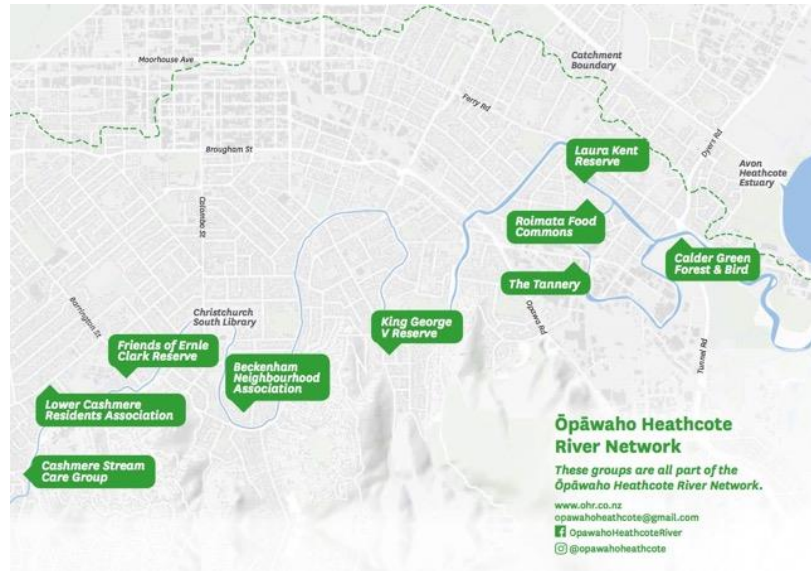 Moorhouse Ave
Catchment
Boundary
Ferry Rd
Brougham St
Dyers Rd
Laura Kent
Reserve
Avon
Heathcote
Estuary
Colombo St
Roimata Food
Commons
Calder Green
Forest & Bird
The Tannery
Barrington St
Christchurch
South Library
King George
V Reserve
Opawa Rd
Tunnel Rd
Friends of Ernle
Clark Reserve
Beckenham
Neighbourhood
Association
Lower Cashmere
Residents Association
Cashmere Stream
Care Group
Ōpāwaho Heathcote
River Network
These groups are all part of the
Ōpāwaho Heathcote River Network.
www.ohr.co.nz
opawahoheathcote@gmail.com
OpawahoHeathcoteRiver
@opawahoheathcote